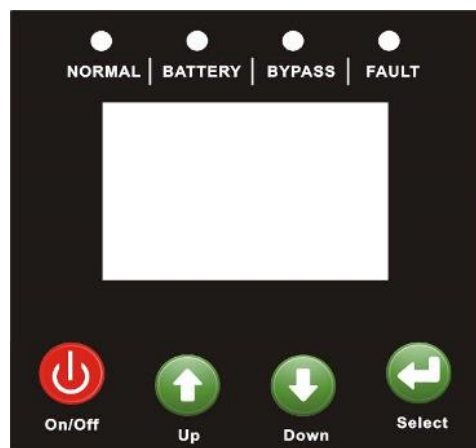 NORMAL | BATTERY | BYPASS | FAULT
On/Off
Up
Down
Select